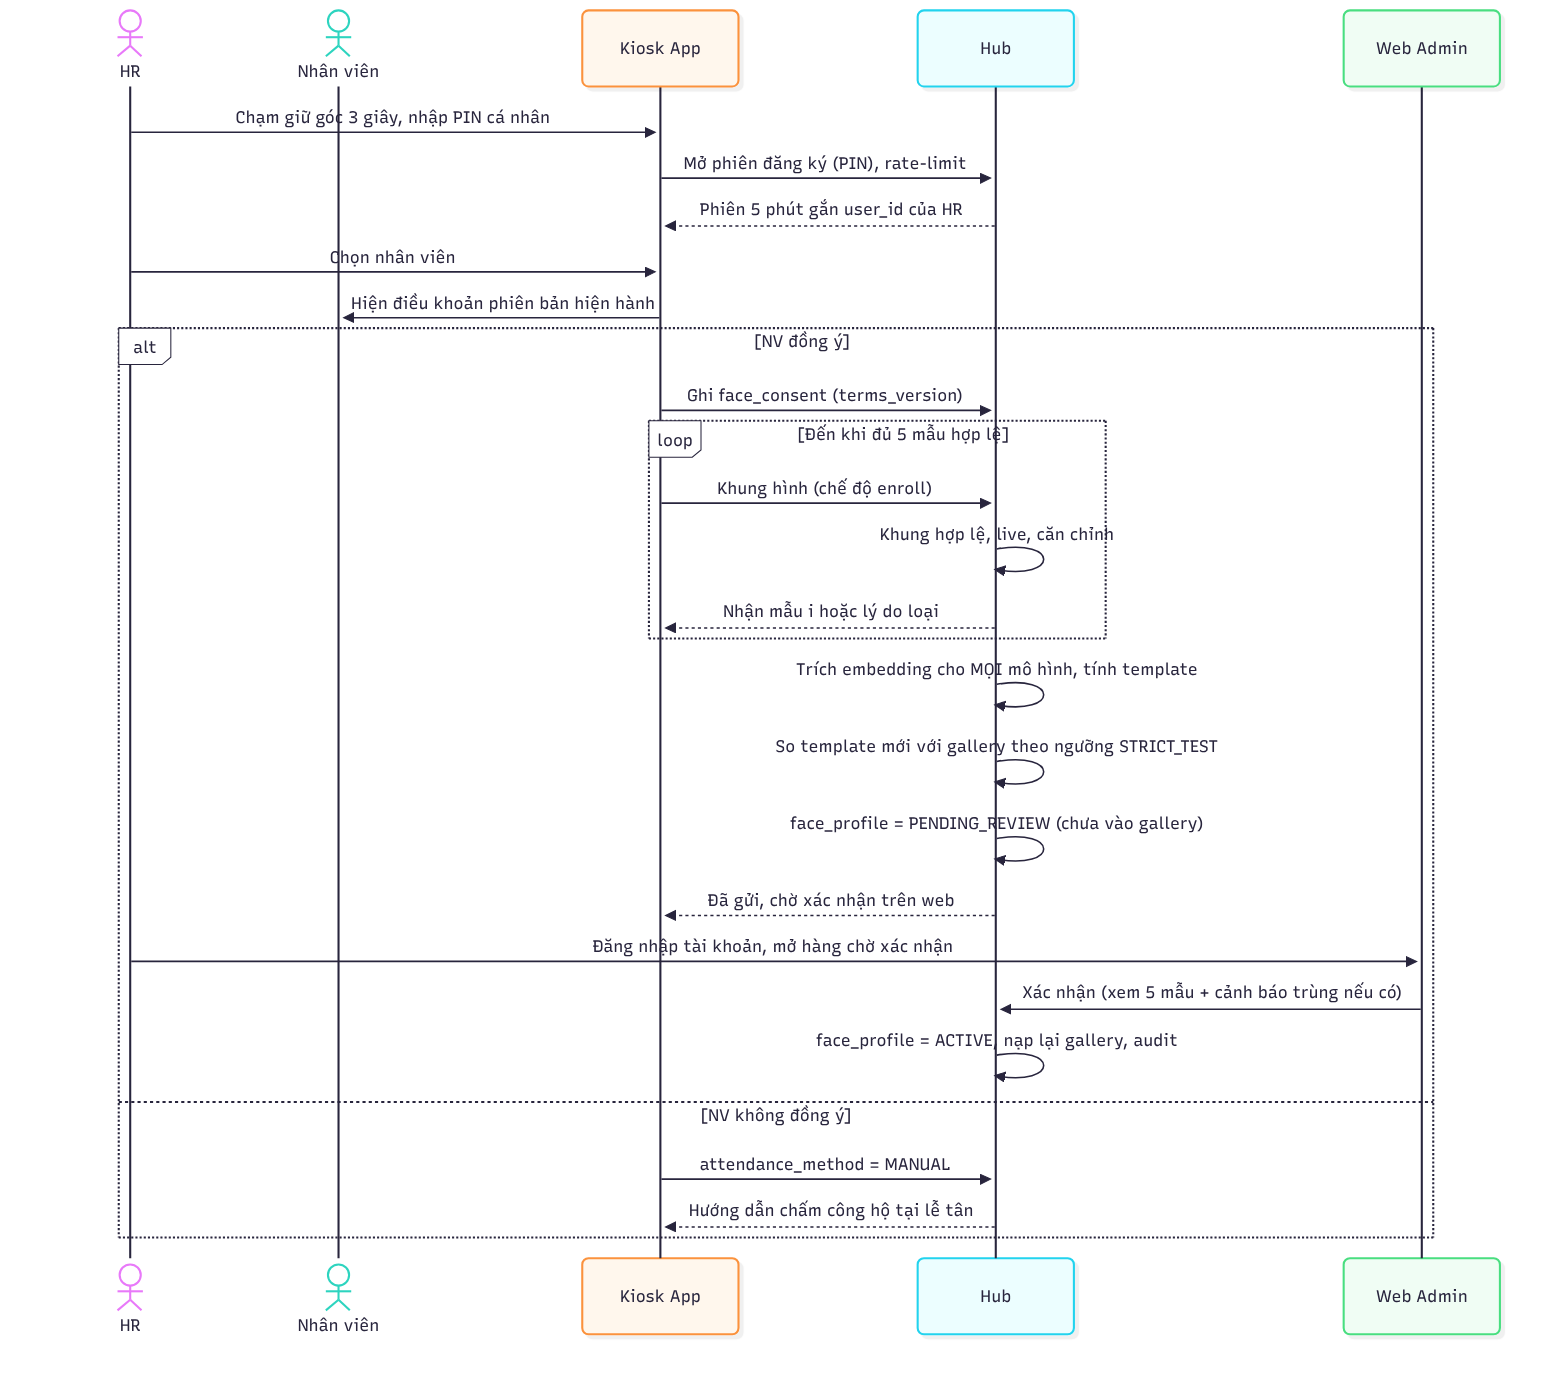 HR
Nhân viên
Kiosk App
Hub
Web Admin
Chạm giữ góc 3 giây, nhập PIN cá nhân
Mở phiên đăng ký (PIN), rate-limit
Phiên 5 phút gắn user_id của HR
Chọn nhân viên
Hiện điều khoản phiên bản hiện hành
alt
[NV đồng ý]
Ghi face_consent (terms_version)
loop
[Đến khi đủ 5 mẫu hợp lệ]
Khung hình (chế độ enroll)
Khung hợp lệ, live, căn chỉnh
Nhận mẫu i hoặc lý do loại
Trích embedding cho MỌI mô hình, tính template
So template mới với gallery theo ngưỡng STRICT_TEST
face_profile = PENDING_REVIEW (chưa vào gallery)
Đã gửi, chờ xác nhận trên web
Đăng nhập tài khoản, mở hàng chờ xác nhận
Xác nhận (xem 5 mẫu + cảnh báo trùng nếu có)
face_profile = ACTIVE, nạp lại gallery, audit
[NV không đồng ý]
attendance_method = MANUAL
Hướng dẫn chấm công hộ tại lễ tân
HR
Nhân viên
Kiosk App
Hub
Web Admin